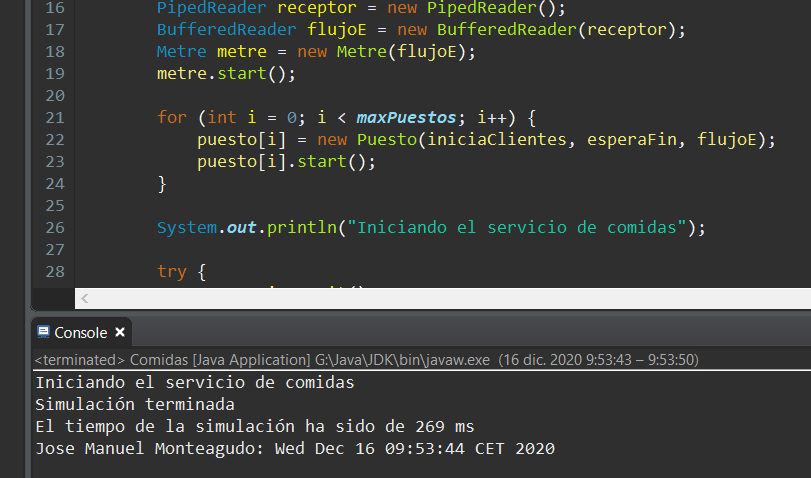 16 PipedReader receptor = new PipedReader();
17 BufferedReader flujoE = new BufferedReader(receptor);
18 Metre metre = new Metre(flujoE);
19 metre.start();
20
21 for (int i = 0; i < maxPuestos; i++) {
22 puesto[i] = new Puesto(iniciaClientes, esperaFin, flujoE);
23 puesto[i].start();
24 }
25
26 System.out.println("Iniciando el servicio de comidas");
27
28 try {
Console
<terminated> Comidas [Java Application] G:\Java\JDK\bin\javaw.exe (16 dic. 2020 9:53:43 – 9:53:50)
Iniciando el servicio de comidas
Simulación terminada
El tiempo de la simulación ha sido de 269 ms
Jose Manuel Monteagudo: Wed Dec 16 09:53:44 CET 2020